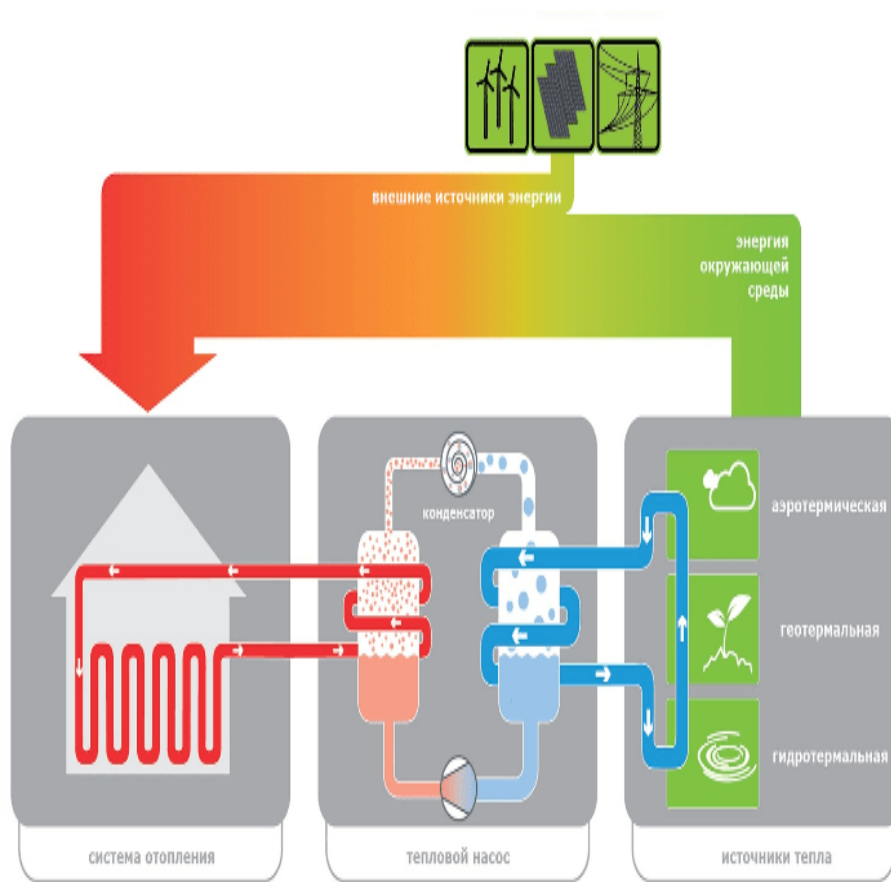 внешние источники энергии
энергия
окружающей
среды
конденсатор
аэротермическая
геотермальная
гидротермальная
система отопления
тепловой насос
источники тепла